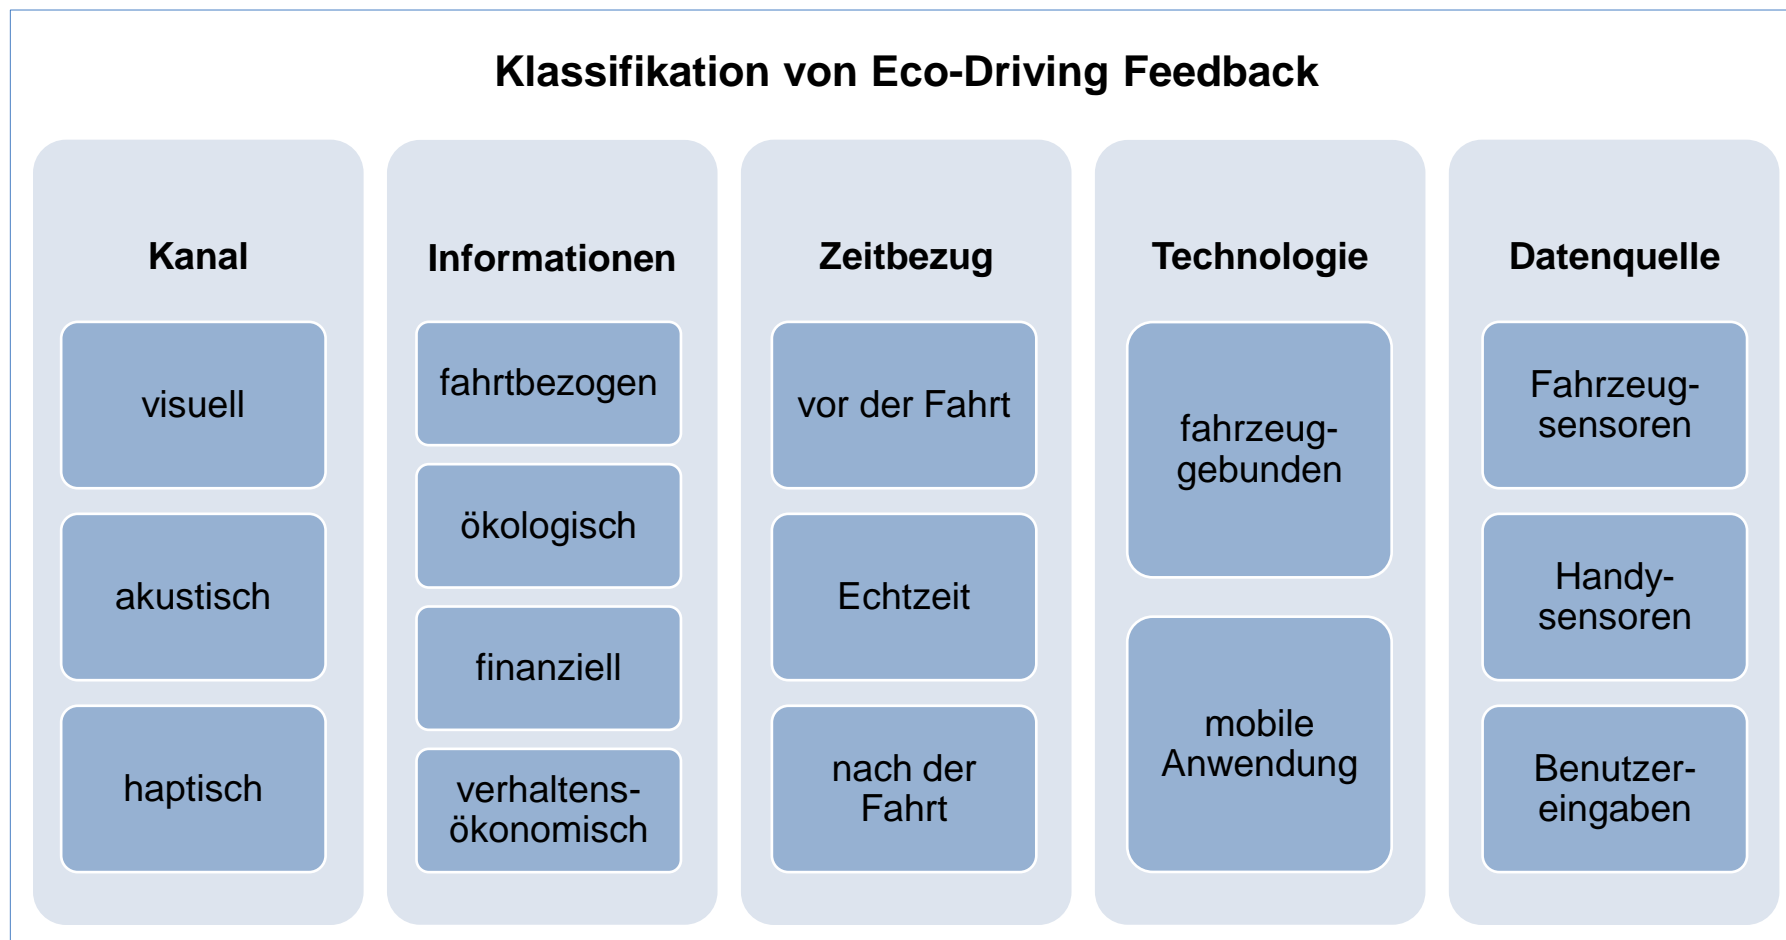 Klassifikation von Eco-Driving Feedback
Kanal
visuell
akustisch
haptisch
Informationen
fahrtbezogen
ökologisch
finanziell
verhaltens-
ökonomisch
Zeitbezug
vor der Fahrt
Echtzeit
nach der
Fahrt
Technologie
fahrzeug-
gebunden
mobile
Anwendung
Datenquelle
Fahrzeug-
sensoren
Handy-
sensoren
Benutzer-
eingaben